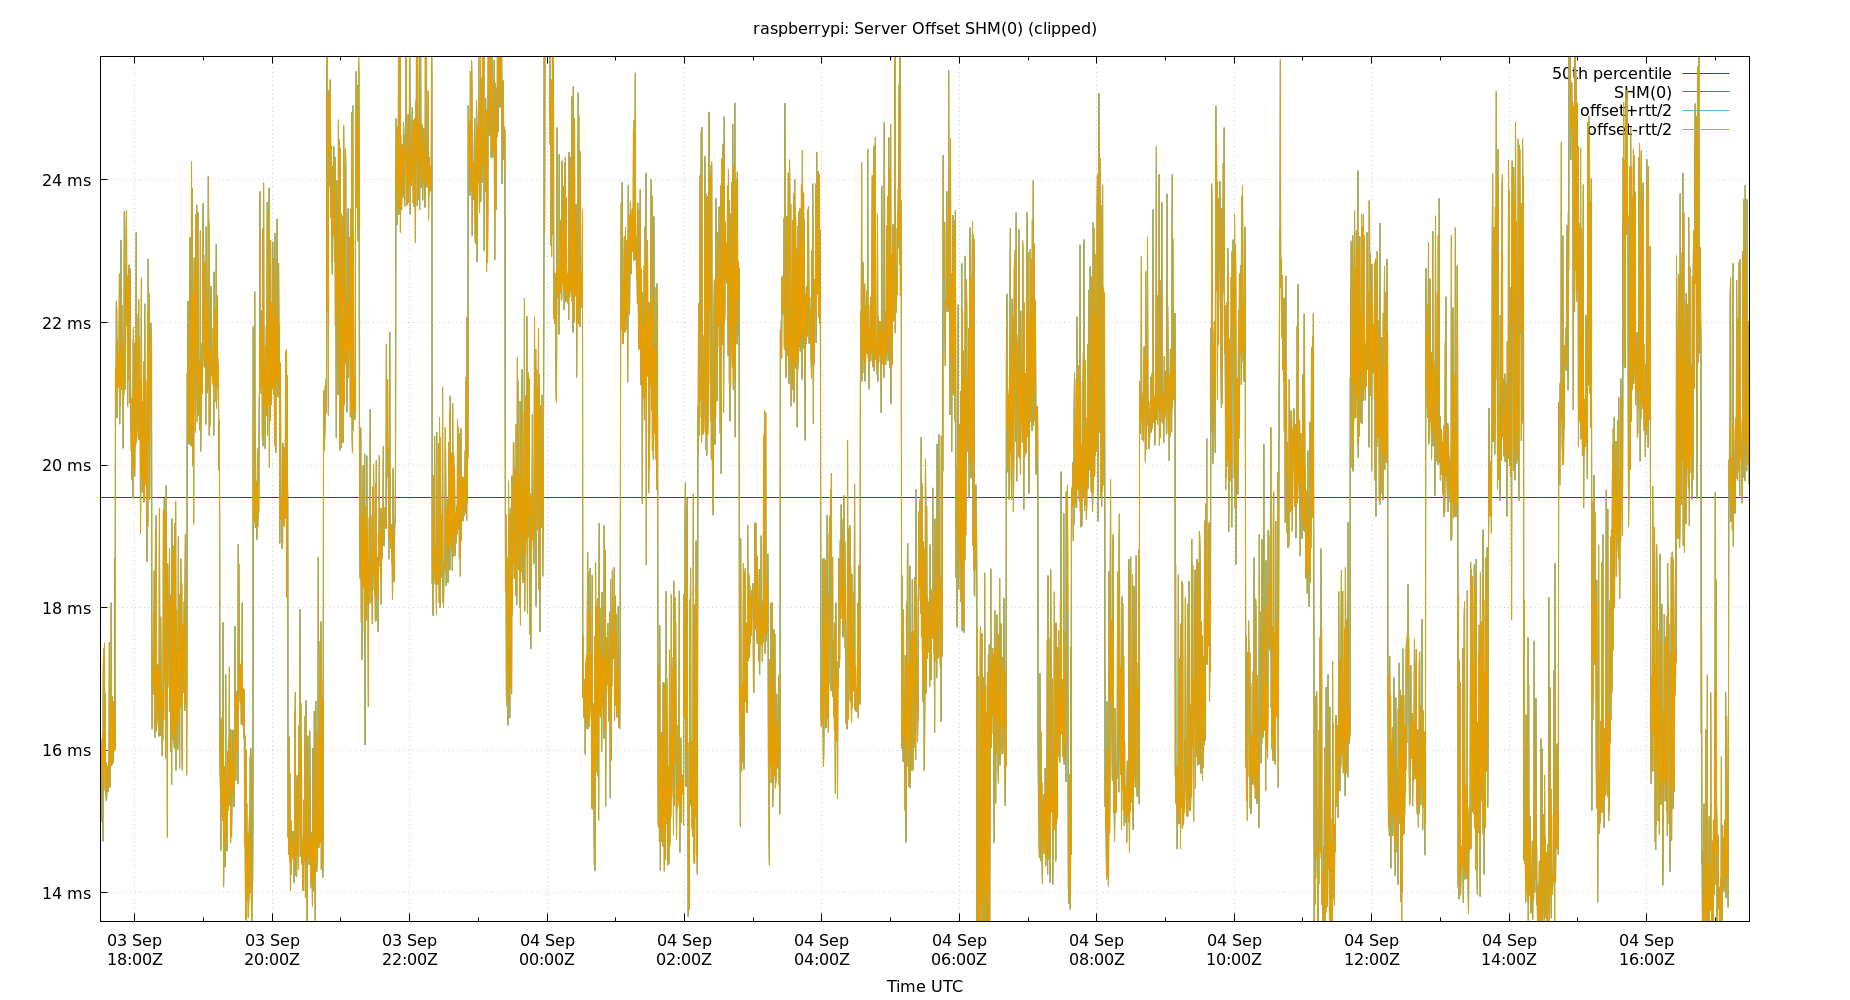 raspberrypi: Server Offset SHM(0) (clipped)
50th percentile
SHM(0)
offset+rtt/2
offset-rtt/2
24 ms
22 ms
20 ms
18 ms
16 ms
14 ms
03 Sep 03 Sep 03 Sep 04 Sep 04 Sep 04 Sep 04 Sep 04 Sep 04 Sep 04 Sep 04 Sep 04 Sep
18:00Z 20:00Z 22:00Z 00:00Z 02:00Z 04:00Z 06:00Z 08:00Z 10:00Z 12:00Z 14:00Z 16:00Z
Time UTC